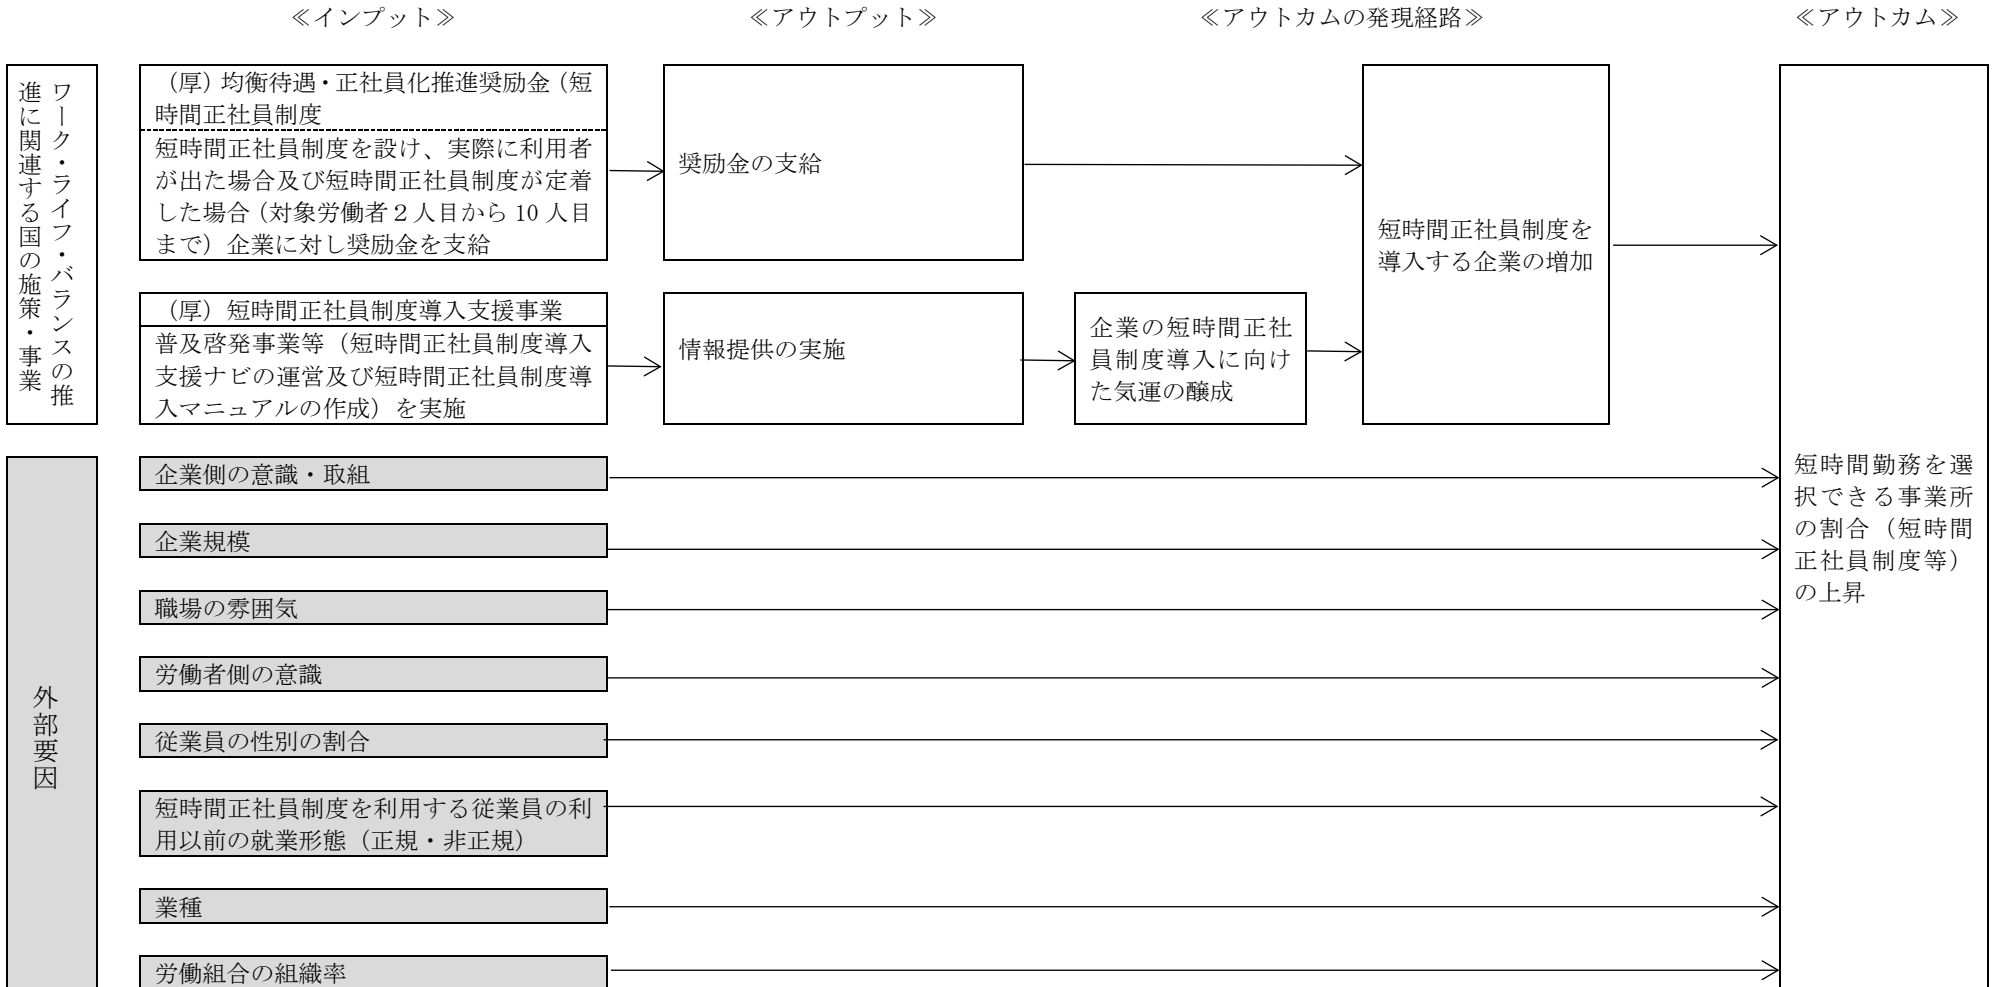 ≪インプット≫
≪アウトプット≫
≪アウトカムの発現経路≫
≪アウトカム≫
ワーク・ライフ・バランスの推
進に関連する国の施策・事業
（厚）均衡待遇・正社員化推進奨励金（短
時間正社員制度
短時間正社員制度を設け、実際に利用者
が出た場合及び短時間正社員制度が定着
した場合（対象労働者２人目から 10 人目
まで）企業に対し奨励金を支給
奨励金の支給
短時間正社員制度を
導入する企業の増加
（厚）短時間正社員制度導入支援事業
普及啓発事業等（短時間正社員制度導入
支援ナビの運営及び短時間正社員制度導
入マニュアルの作成）を実施
情報提供の実施
企業の短時間正社
員制度導入に向け
た気運の醸成
短時間勤務を選
択できる事業所
の割合（短時間
正社員制度等）
の上昇
外部要因
企業側の意識・取組
企業規模
職場の雰囲気
労働者側の意識
従業員の性別の割合
短時間正社員制度を利用する従業員の利
用以前の就業形態（正規・非正規）
業種
労働組合の組織率